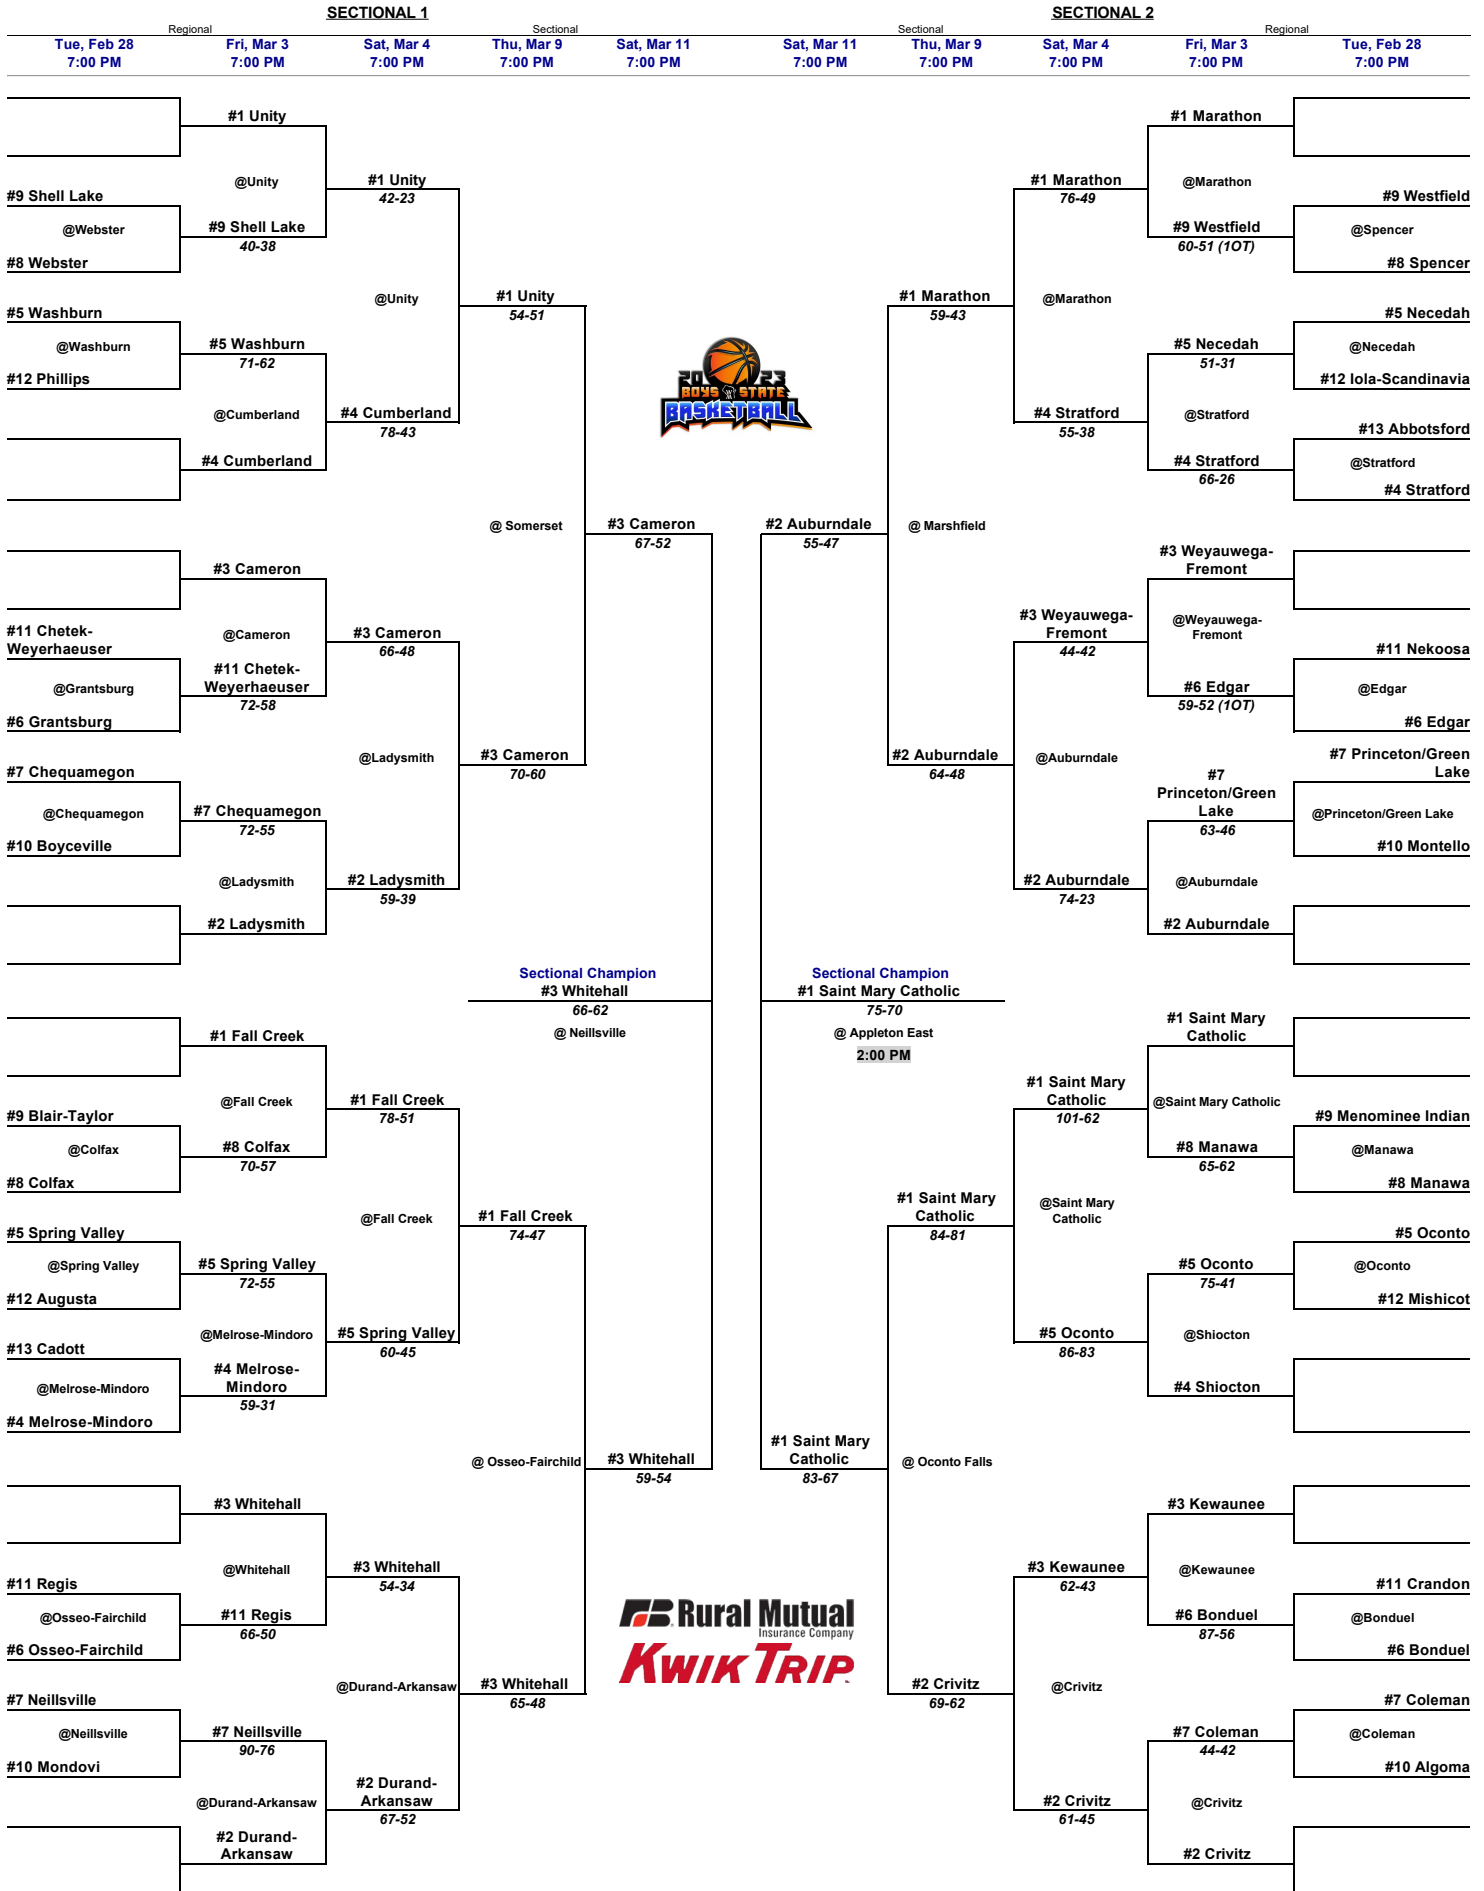 SECTIONAL 1
SECTIONAL 2
Regional
Sectional
Sectional
Regional
Tue, Feb 28
7:00 PM
Fri, Mar 3
7:00 PM
Sat, Mar 4
7:00 PM
Thu, Mar 9
7:00 PM
Sat, Mar 11
7:00 PM
Sat, Mar 11
7:00 PM
Thu, Mar 9
7:00 PM
Sat, Mar 4
7:00 PM
Fri, Mar 3
7:00 PM
Tue, Feb 28
7:00 PM
#9 Shell Lake
@Webster
#8 Webster
#5 Washburn
@Washburn
#12 Phillips
#11 Chetek-
Weyerhaeuser
@Grantsburg
#6 Grantsburg
#7 Chequamegon
@Chequamegon
#10 Boyceville
#9 Blair-Taylor
@Colfax
#8 Colfax
#5 Spring Valley
@Spring Valley
#12 Augusta
#13 Cadott
@Melrose-Mindoro
#4 Melrose-Mindoro
#11 Regis
@Osseo-Fairchild
#6 Osseo-Fairchild
#7 Neillsville
@Neillsville
#10 Mondovi
#1 Unity
@Unity
#9 Shell Lake
40-38
#5 Washburn
71-62
@Cumberland
#4 Cumberland
#3 Cameron
@Cameron
#11 Chetek-
Weyerhaeuser
72-58
#7 Chequamegon
72-55
@Ladysmith
#2 Ladysmith
#1 Fall Creek
@Fall Creek
#8 Colfax
70-57
#5 Spring Valley
72-55
@Melrose-Mindoro
#4 Melrose-
Mindoro
59-31
#3 Whitehall
@Whitehall
#11 Regis
66-50
#7 Neillsville
90-76
@Durand-Arkansaw
#2 Durand-
Arkansaw
#1 Unity
42-23
@Unity
#4 Cumberland
78-43
#3 Cameron
66-48
@Ladysmith
#2 Ladysmith
59-39
#1 Fall Creek
78-51
@Fall Creek
#5 Spring Valley
60-45
#3 Whitehall
54-34
@Durand-Arkansaw
#2 Durand-
Arkansaw
67-52
#1 Unity
54-51
@ Somerset
#3 Cameron
70-60
#1 Fall Creek
74-47
@ Osseo-Fairchild
#3 Whitehall
65-48
#3 Cameron
67-52
#3 Whitehall
59-54
Sectional Champion
#3 Whitehall
66-62
@ Neillsville
2023
BOYS STATE
BASKETBALL
Rural Mutual
Insurance Company
KWIK TRIP
Sectional Champion
#1 Saint Mary Catholic
75-70
@ Appleton East
2:00 PM
#2 Auburndale
55-47
#1 Saint Mary
Catholic
83-67
#1 Marathon
59-43
@ Marshfield
#2 Auburndale
64-48
#1 Saint Mary
Catholic
84-81
@ Oconto Falls
#2 Crivitz
69-62
#1 Marathon
76-49
@Marathon
#4 Stratford
55-38
#3 Weyauwega-
Fremont
44-42
@Auburndale
#2 Auburndale
74-23
#1 Saint Mary
Catholic
101-62
@Saint Mary
Catholic
#5 Oconto
86-83
#3 Kewaunee
62-43
@Crivitz
#2 Crivitz
61-45
#1 Marathon
@Marathon
#9 Westfield
60-51 (1OT)
#5 Necedah
51-31
@Stratford
#4 Stratford
66-26
#3 Weyauwega-
Fremont
@Weyauwega-
Fremont
#6 Edgar
59-52 (1OT)
#7
Princeton/Green
Lake
63-46
@Auburndale
#2 Auburndale
#1 Saint Mary
Catholic
@Saint Mary Catholic
#8 Manawa
65-62
#5 Oconto
75-41
@Shiocton
#4 Shiocton
#3 Kewaunee
@Kewaunee
#6 Bonduel
87-56
#7 Coleman
44-42
@Crivitz
#2 Crivitz
#9 Westfield
@Spencer
#8 Spencer
#5 Necedah
@Necedah
#12 Iola-Scandinavia
#13 Abbotsford
@Stratford
#4 Stratford
#11 Nekoosa
@Edgar
#6 Edgar
#7 Princeton/Green
Lake
@Princeton/Green Lake
#10 Montello
#9 Menominee Indian
@Manawa
#8 Manawa
#5 Oconto
@Oconto
#12 Mishicot
#11 Crandon
@Bonduel
#6 Bonduel
#7 Coleman
@Coleman
#10 Algoma